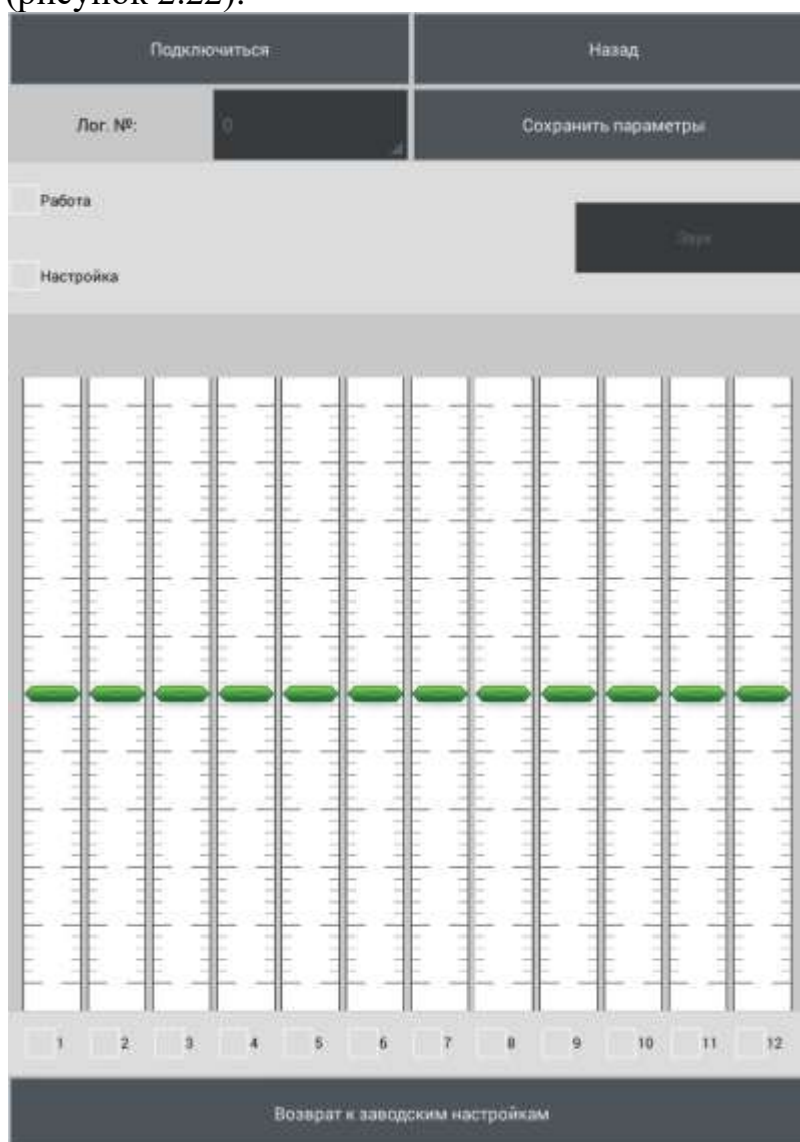 (рисунок 2.22).
Подключиться Назад
Лог. №: 0 Сохранить параметры
Работа
Звук
Настройка
1 2 3 4 5 6 7 8 9 10 11 12
Возврат к заводским настройкам